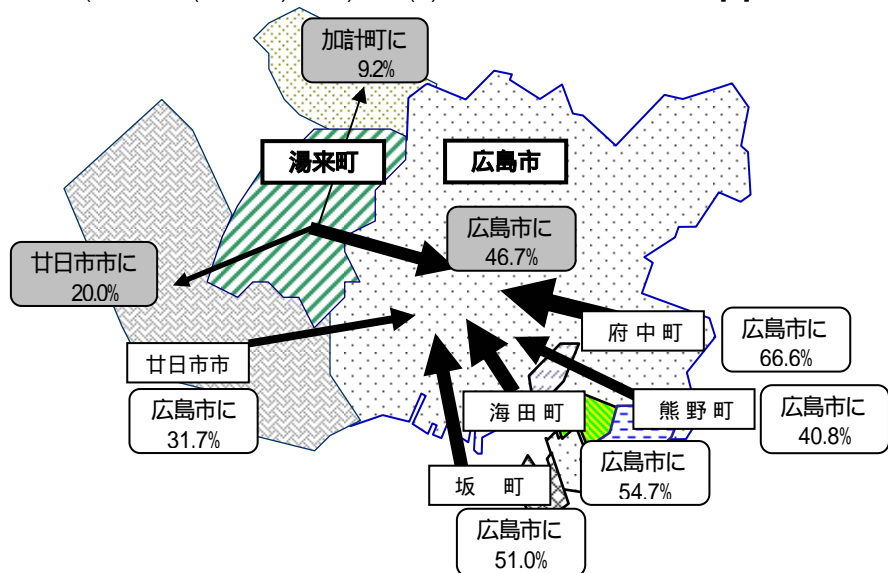 加計町に
9.2%
湯来町
広島市
広島市に
46.7%
廿日市市に
20.0%
府中町
広島市に
66.6%
廿日市市
広島市に
31.7%
海田町
熊野町
広島市に
40.8%
坂 町
広島市に
54.7%
広島市に
51.0%